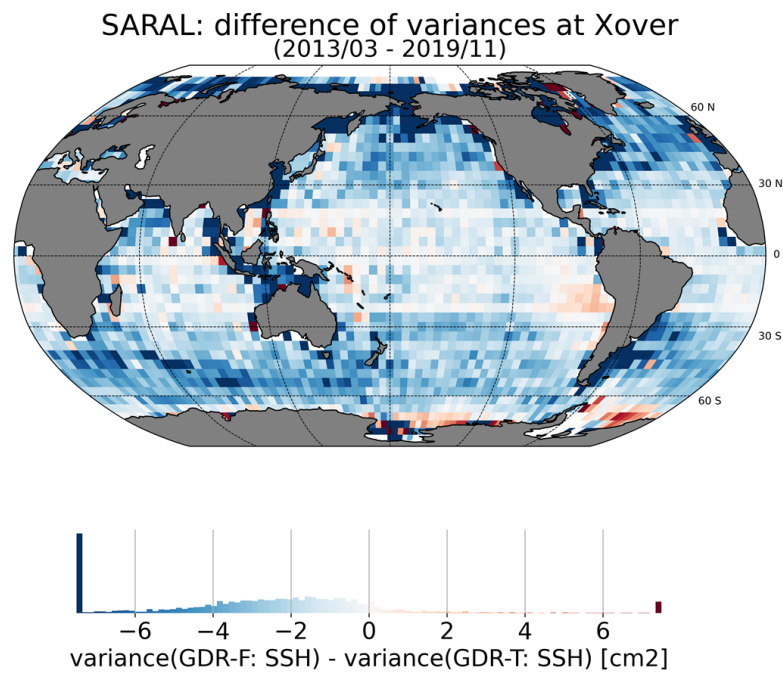 SARAL: difference of variances at Xover
(2013/03 - 2019/11)
60 N
30 N
0
30 S
60 S
−6 −4 −2 0 2 4 6
variance(GDR-F: SSH) - variance(GDR-T: SSH) [cm2]